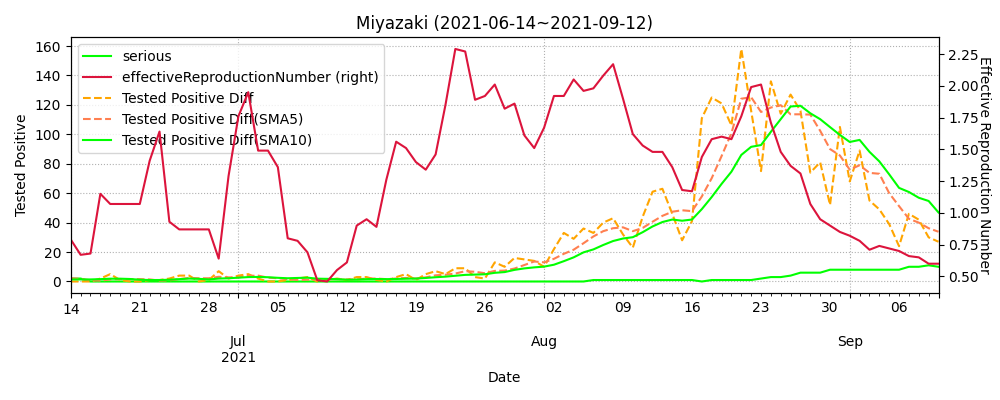 Miyazaki (2021-06-14~2021-09-12)
serious
effectiveReproductionNumber (right)
Tested Positive Diff
Tested Positive Diff(SMA5)
Tested Positive Diff(SMA10)
Tested Positive
160
140
120
100
80
60
40
20
0
2.25
2.00
1.75
1.50
1.25
1.00
0.75
0.50
Effective Reproduction Number
14 21 28 05 12 19 26 02 09 16 23 30 06
Jul Aug Sep
2021
Date